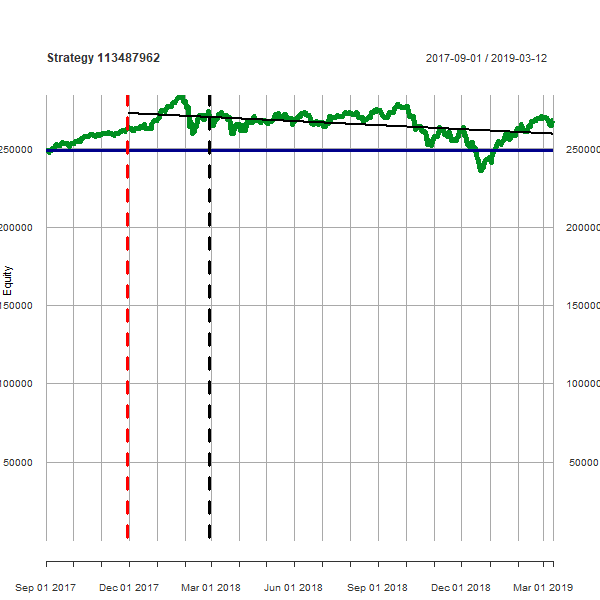 Strategy 113487962
2017-09-01 / 2019-03-12
250000
250000
200000
200000
Equity
150000
150000
100000
100000
50000
50000
Sep 01 2017
Dec 01 2017
Mar 01 2018
Jun 01 2018
Sep 01 2018
Dec 01 2018
Mar 01 2019